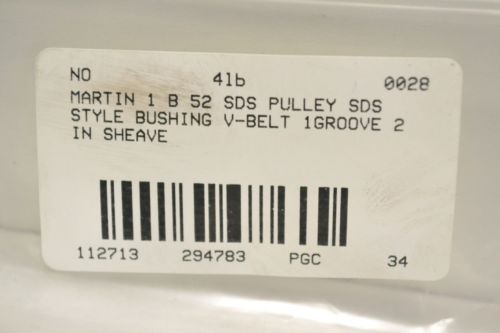 NO 4lb 0028
MARTIN 1 B 52 SDS PULLEY SDS
STYLE BUSHING V-BELT 1GROOVE 2
IN SHEAVE
112713 294783 PGC 34